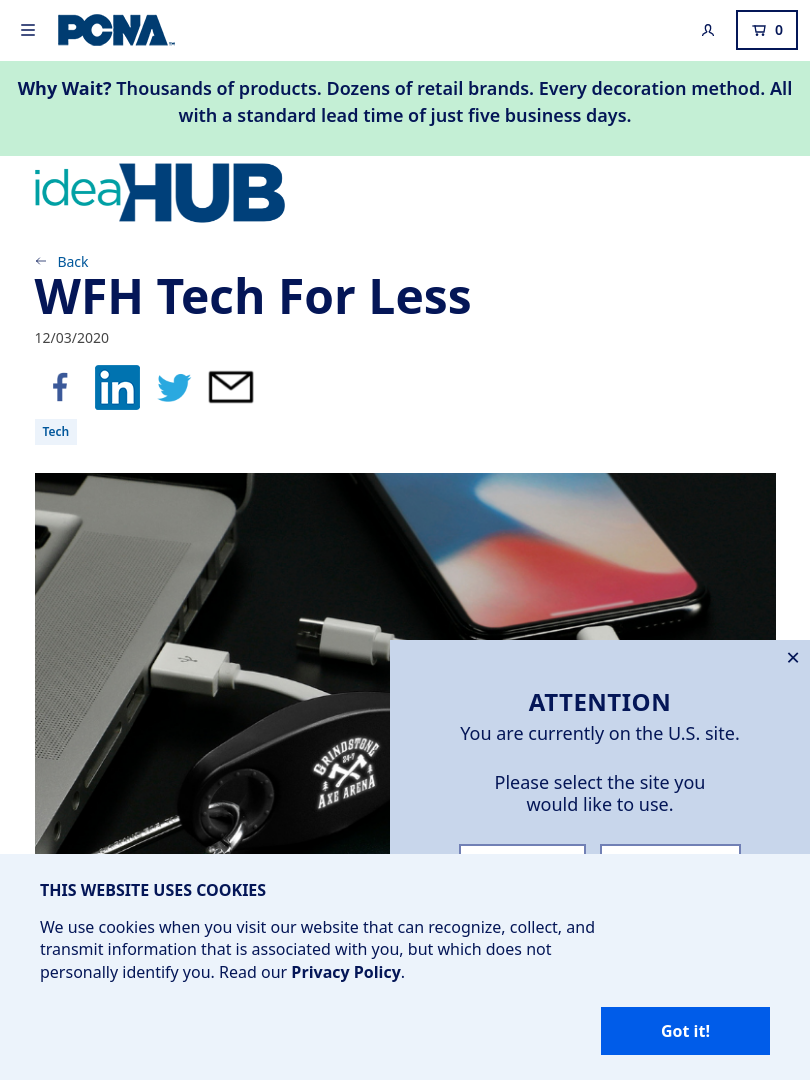 PCNA
0
Why Wait? Thousands of products. Dozens of retail brands. Every decoration method. All
with a standard lead time of just five business days.
ideaHUB
Back
WFH Tech For Less
12/03/2020
Tech
GRINDSTONE
24-7
AXE ARENA
ATTENTION
You are currently on the U.S. site.
Please select the site you
would like to use.
THIS WEBSITE USES COOKIES
We use cookies when you visit our website that can recognize, collect, and
transmit information that is associated with you, but which does not
personally identify you. Read our Privacy Policy.
Got it!